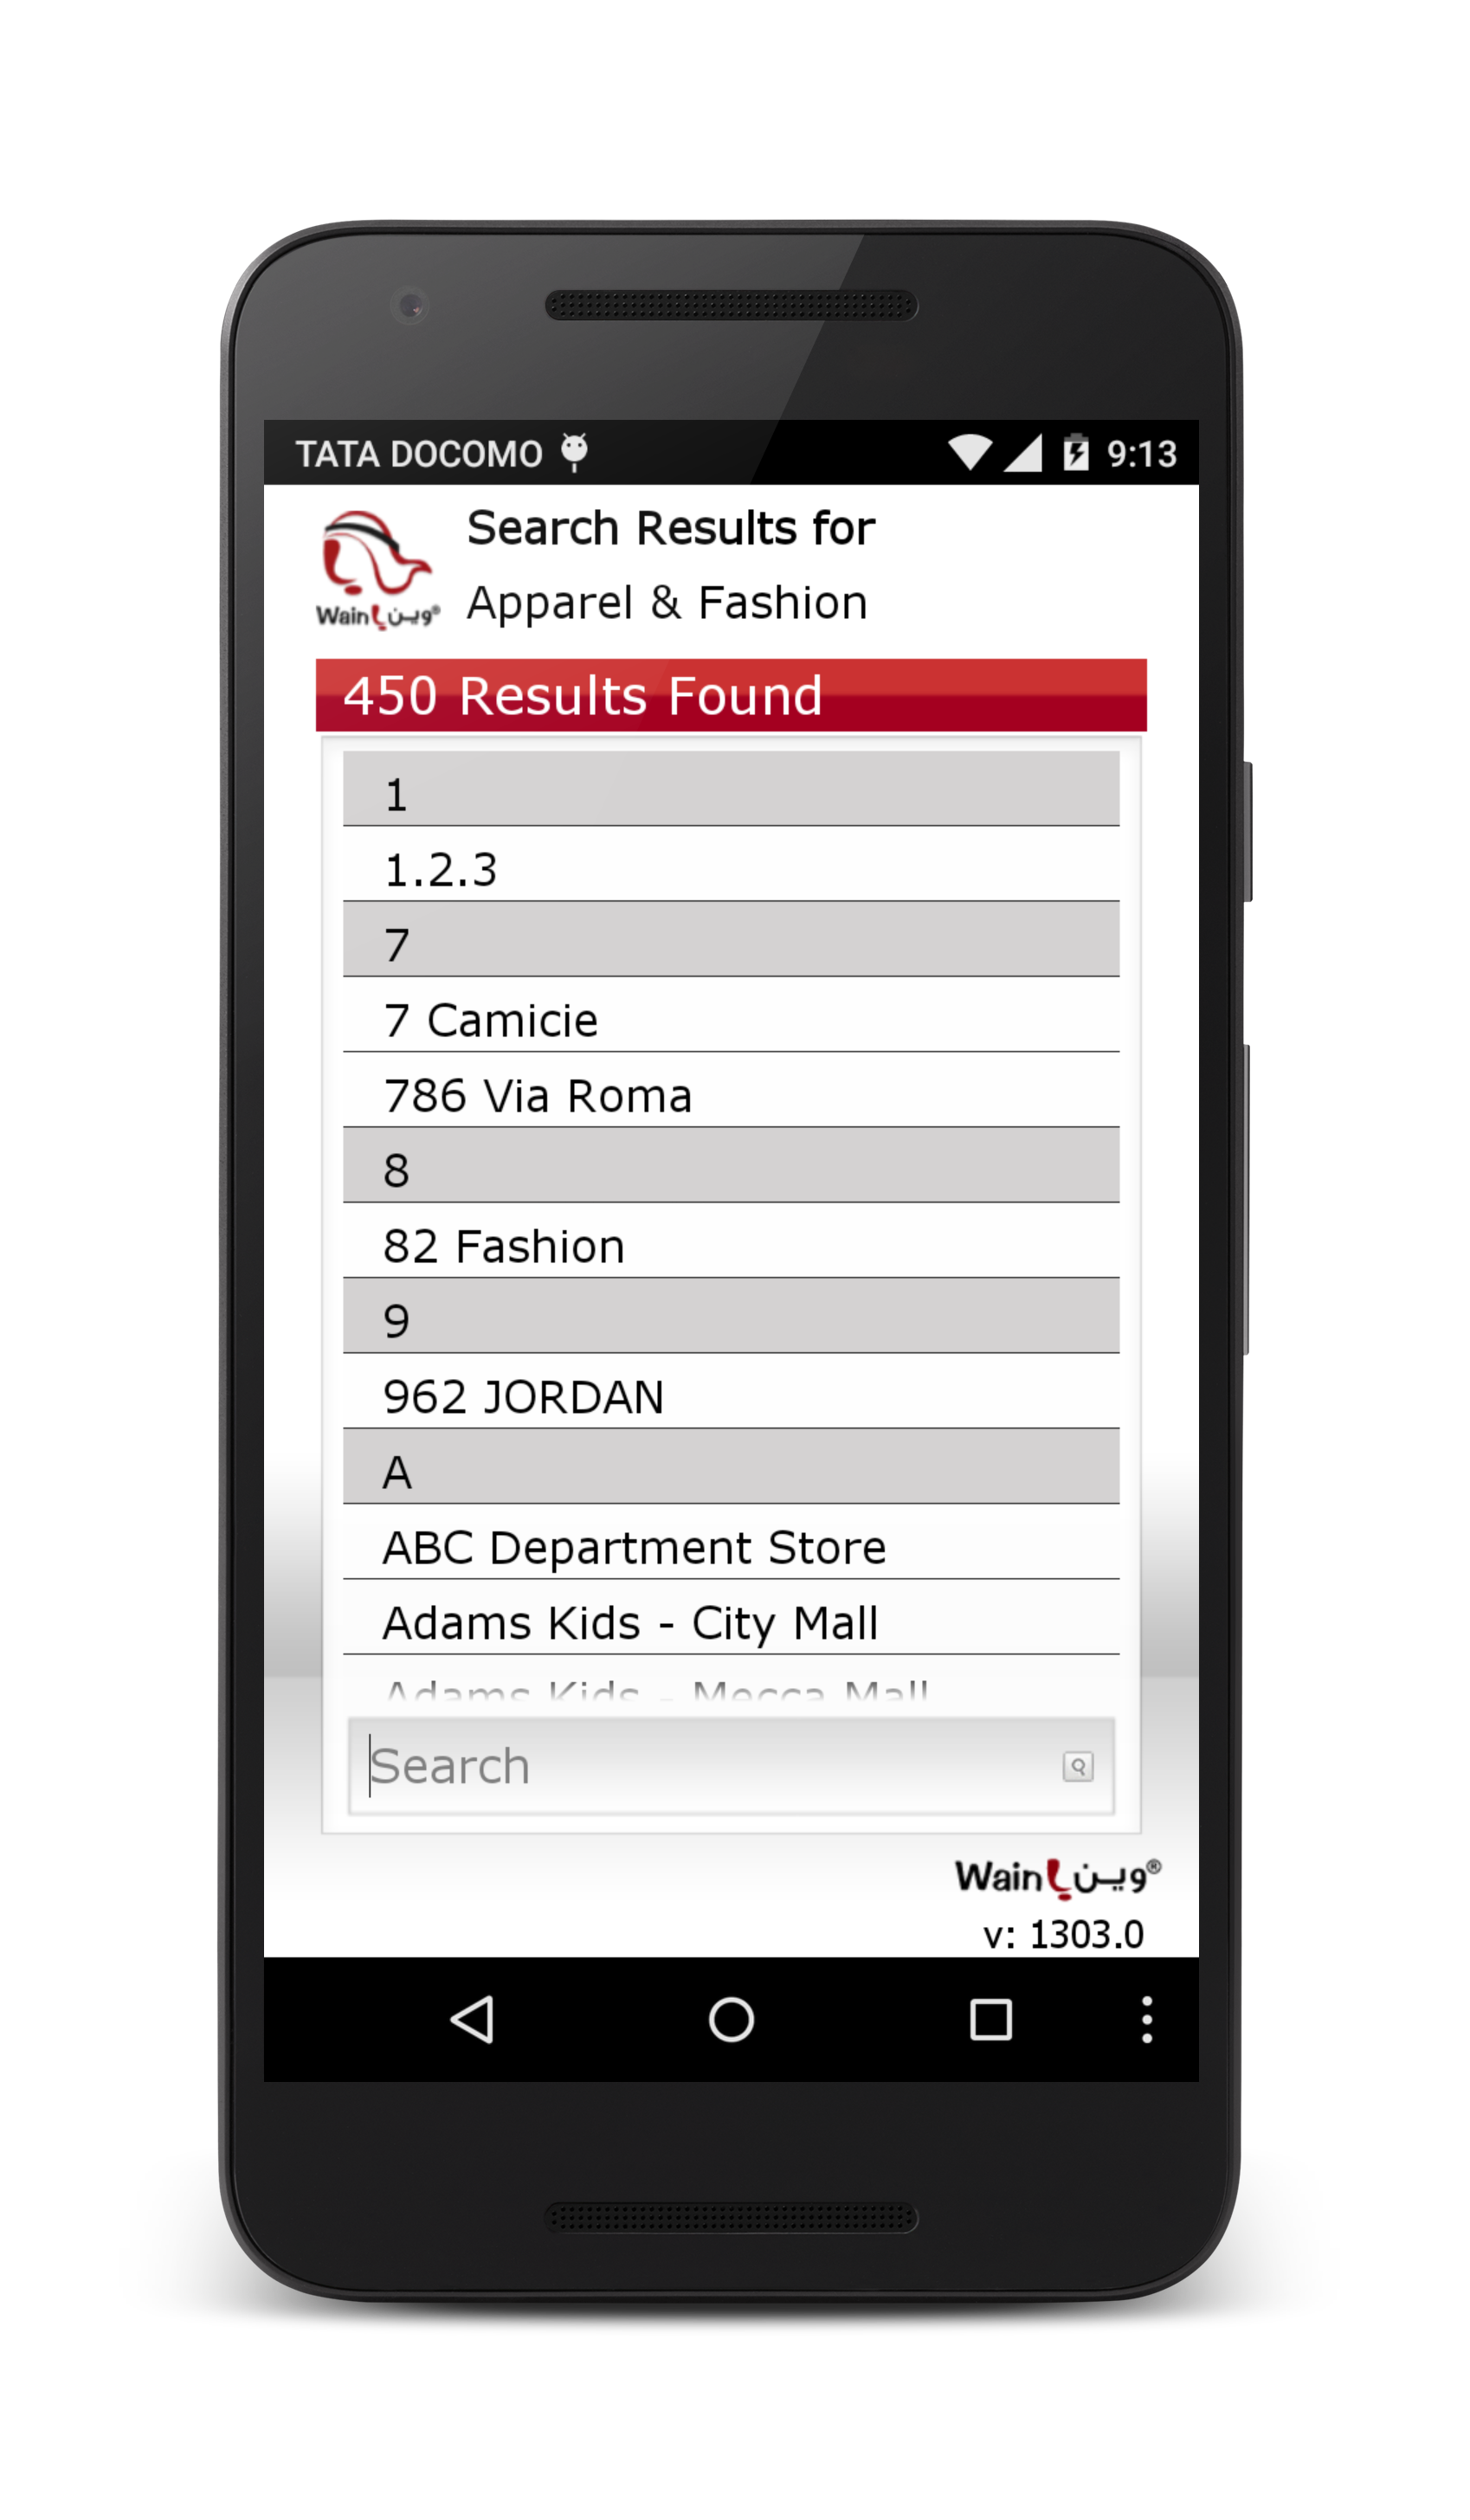 TATA DOCOMO 9:13
Search Results for
Wain وين®
Apparel & Fashion
450 Results Found
1
1.2.3
7
7 Camicie
786 Via Roma
8
82 Fashion
9
962 JORDAN
A
ABC Department Store
Adams Kids - City Mall
Adams Kids - Mecca Mall
Search
Wain وين®
v: 1303.0